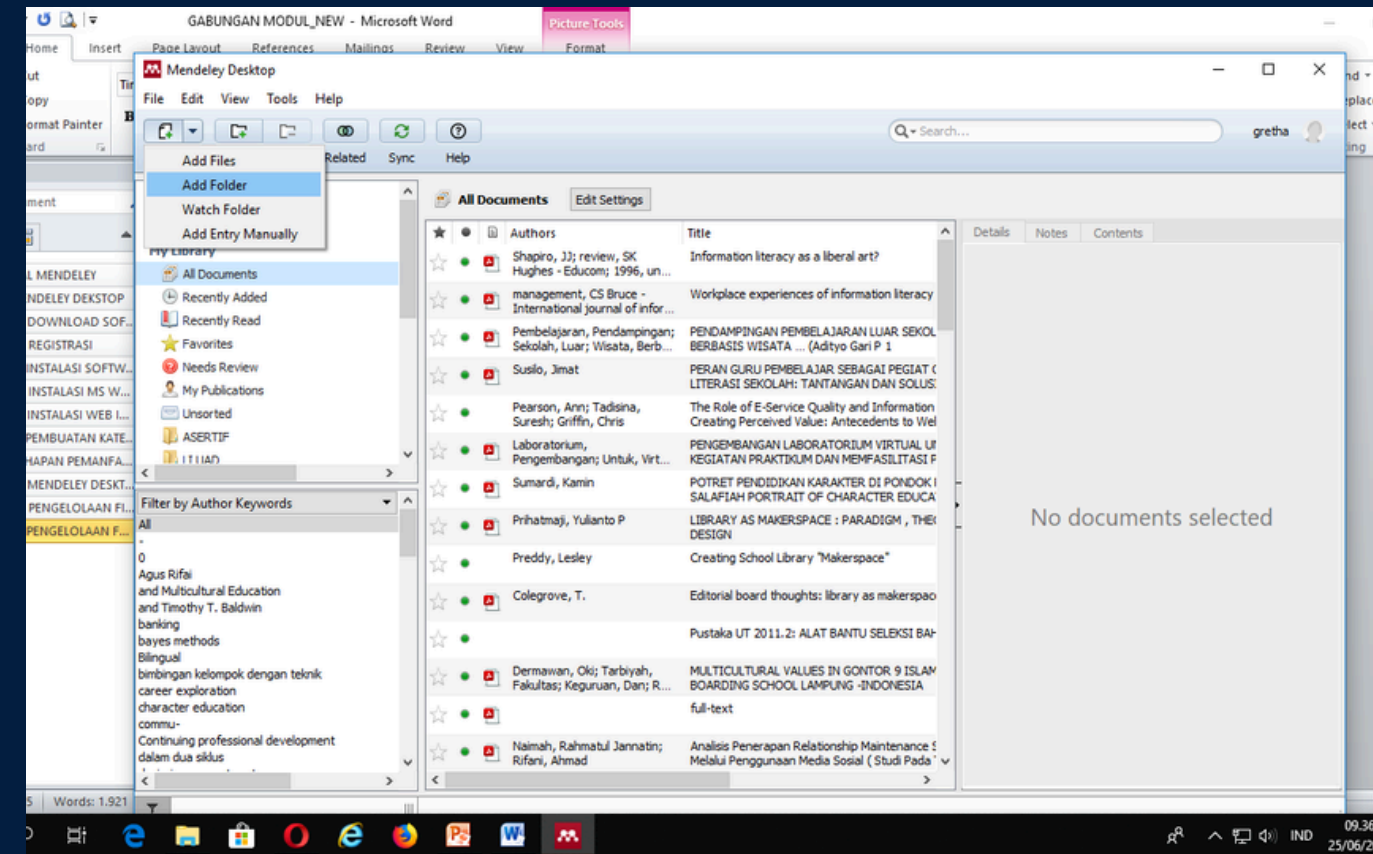 GABUNGAN MODUL_NEW - Microsoft Word
Picture Tools
Home Insert Page Layout References Mailings Review View Format
Mendeley Desktop
File Edit View Tools Help
Format Painter
Search...
gretha
Related Sync Help
Add Files
Add Folder
Watch Folder
Add Entry Manually
My Library
All Documents
Recently Added
Recently Read
Favorites
Needs Review
My Publications
Unsorted
ASERTIF
Filter by Author Keywords
All
-
0
Agus Rifai
and Multicultural Education
and Timothy T. Baldwin
banking
bayes methods
Bilingual
bimbingan kelompok dengan teknik
career exploration
character education
commu-
Continuing professional development
dalam dua siklus
All Documents Edit Settings
Authors Title
Shapiro, JJ; review, SK
Hughes - Educom; 1996, un...
Information literacy as a liberal art?
management, CS Bruce -
International journal of infor...
Workplace experiences of information literacy
Pembelajaran, Pendampingan;
Sekolah, Luar; Wisata, Berb...
PENDAMPINGAN PEMBELAJARAN LUAR SEKOL
BERBASIS WISATA ... (Adityo Gari P 1
Susilo, Jimat
PERAN GURU PEMBELAJAR SEBAGAI PEGIAT
LITERASI SEKOLAH: TANTANGAN DAN SOLUS
Pearson, Ann; Tadisina,
Suresh; Griffin, Chris
The Role of E-Service Quality and Information
Creating Perceived Value: Antecedents to Wel
Laboratorium,
Pengembangan; Untuk, Virt...
PENGEMBANGAN LABORATORIUM VIRTUAL
KEGIATAN PRAKTIKUM DAN MEMFASILITASI P
Sumardi, Kamin
POTRET PENDIDIKAN KARAKTER DI PONDOK
SALAFIAH PORTRAIT OF CHARACTER EDUCA
Prihatmaji, Yulianto P
LIBRARY AS MAKERSPACE : PARADIGM , THE
DESIGN
Preddy, Lesley
Creating School Library "Makerspace"
Colegrove, T.
Editorial board thoughts: library as makerspac
Pustaka UT 2011.2: ALAT BANTU SELEKSI BAH
Dermawan, Oki; Tarbiyah,
Fakultas; Keguruan, Dan; R...
MULTICULTURAL VALUES IN GONTOR 9 ISLAM
BOARDING SCHOOL LAMPUNG -INDONESIA
full-text
Naimah, Rahmatul Jannatin;
Rifani, Ahmad
Analisis Penerapan Relationship Maintenance S
Melalui Penggunaan Media Sosial ( Studi Pada
Details Notes Contents
No documents selected
L MENDELEY
NDELEY DEKSTOP
DOWNLOAD SOF...
REGISTRASI
INSTALASI SOFTW...
INSTALASI MS W...
INSTALASI WEB I...
PEMBUATAN KATE...
HAPAN PEMANFA...
MENDELEY DESKT...
PENGELOLAAN FI...
PENGELOLAAN F...
Words: 1.921
IND
09.36
25/06/2